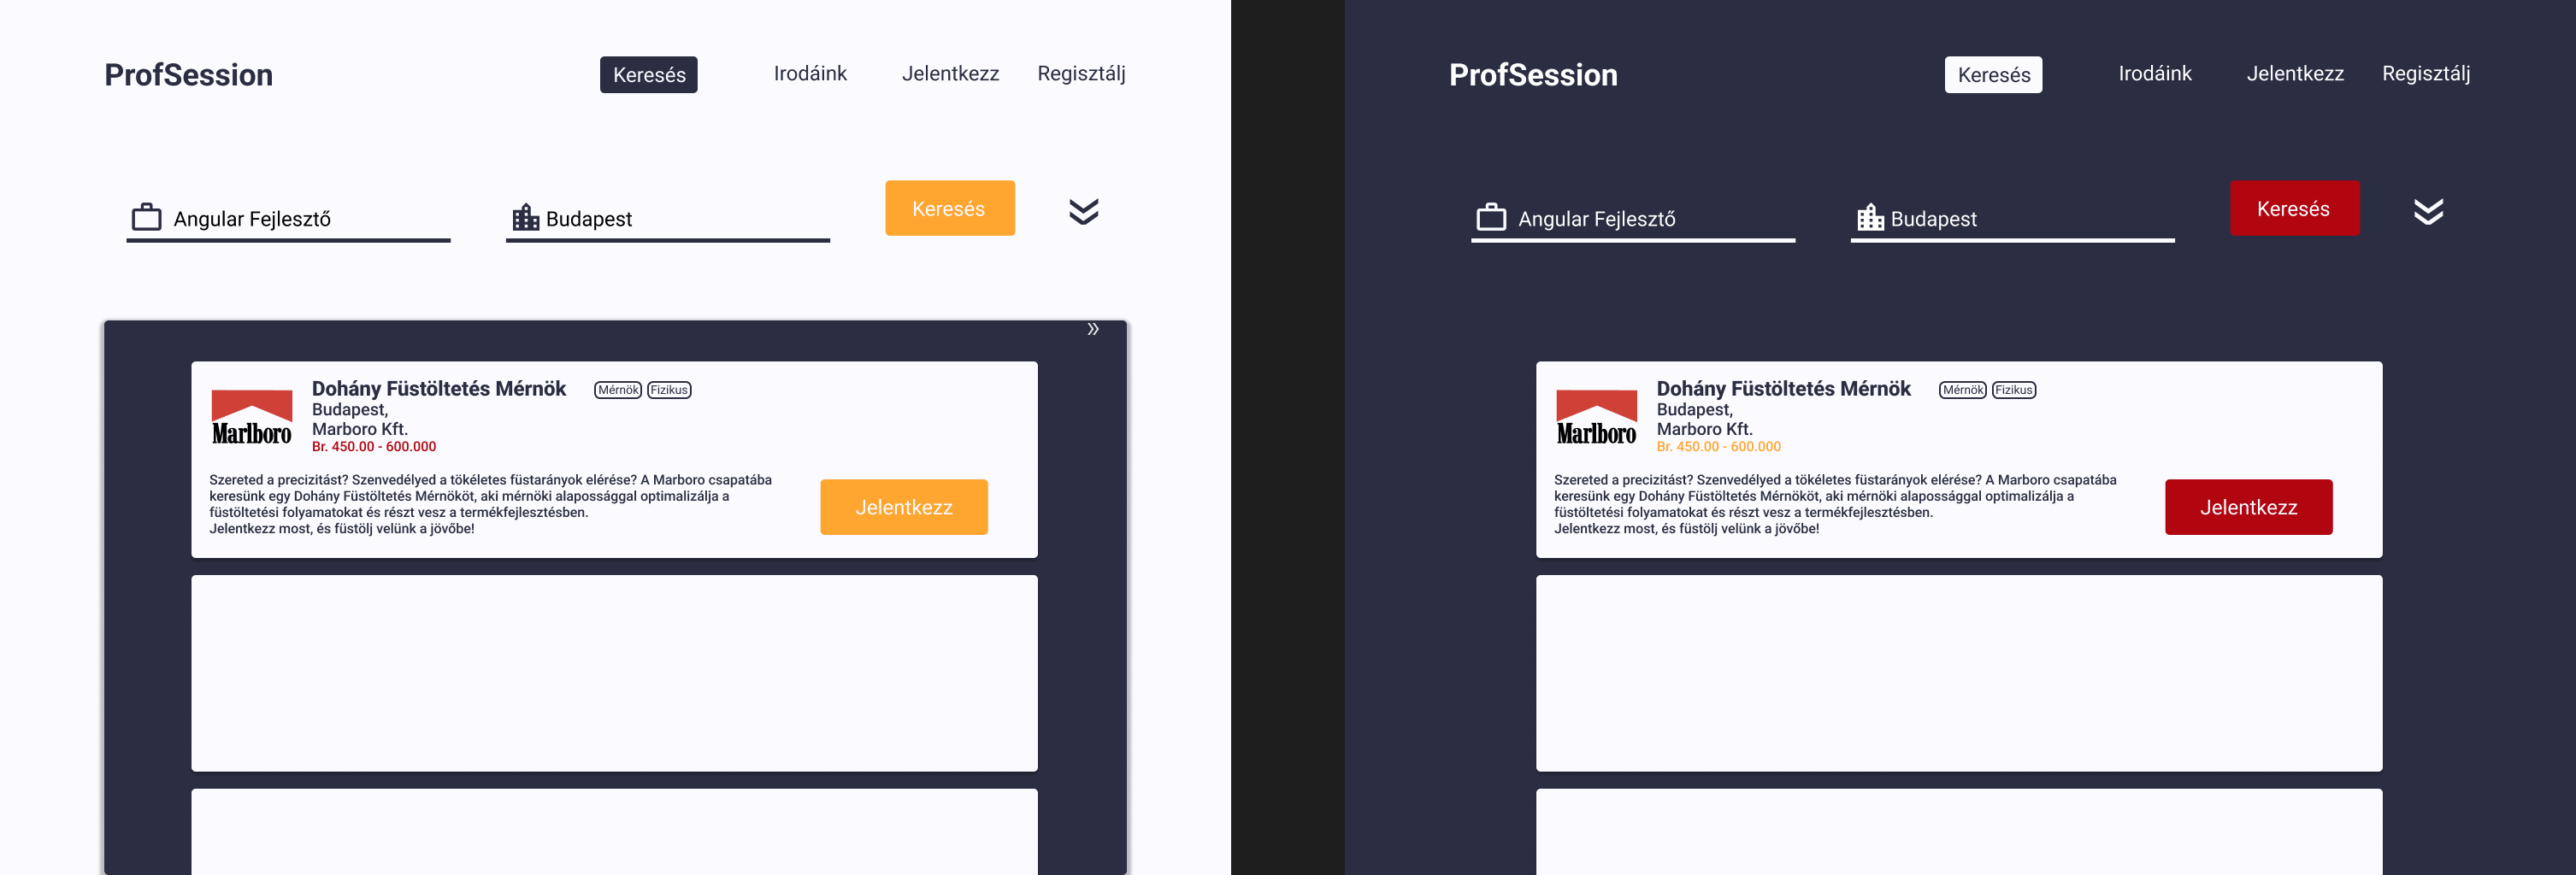 ProfSession
Keresés
Irodáink
Jelentkezz
Regisztálj
Angular Fejlesztő
Budapest
Keresés
Dohány Füstöltetés Mérnök
Mérnök
Fizikus
Budapest,
Marboro Kft.
Br. 450.00 - 600.000
Marlboro
Szereted a precizitást? Szenvedélyed a tökéletes füstarányok elérése? A Marboro csapatába
keresünk egy Dohány Füstöltetés Mérnököt, aki mérnöki alapossággal optimalizálja a
füstöltetési folyamatokat és részt vesz a termékfejlesztésben.
Jelentkezz most, és füstölj velünk a jövőbe!
Jelentkezz
ProfSession
Keresés
Irodáink
Jelentkezz
Regisztálj
Angular Fejlesztő
Budapest
Keresés
Dohány Füstöltetés Mérnök
Mérnök
Fizikus
Budapest,
Marboro Kft.
Br. 450.00 - 600.000
Marlboro
Szereted a precizitást? Szenvedélyed a tökéletes füstarányok elérése? A Marboro csapatába
keresünk egy Dohány Füstöltetés Mérnököt, aki mérnöki alapossággal optimalizálja a
füstöltetési folyamatokat és részt vesz a termékfejlesztésben.
Jelentkezz most, és füstölj velünk a jövőbe!
Jelentkezz